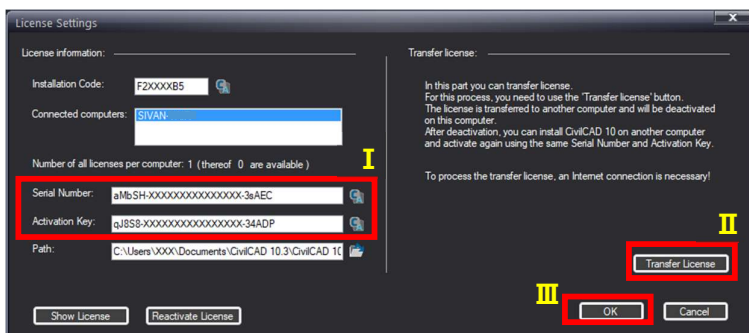 License Settings
License information:
Installation Code: F2XXXXB5
Connected computers: SIVAN-
Number of all licenses per computer: 1 (thereof 0 are available)
I
Serial Number: aMbSH-XXXXXXXXXXXXXXX-3sAEC
Activation Key: qJ8S8-XXXXXXXXXXXXXXXX-34ADP
Path: C:\Users\XXX\Documents\CivilCAD 10.3\CivilCAD 10
Show License
Reactivate License
Transfer license:
In this part you can transfer license.
For this process, you need to use the 'Transfer license' button.
The license is transferred to another computer and will be deactivated
on this computer.
After deactivation, you can install CivilCAD 10 on another computer
and activate again using the same Serial Number and Activation Key.
To process the transfer license, an Internet connection is necessary!
II
Transfer License
III
OK
Cancel